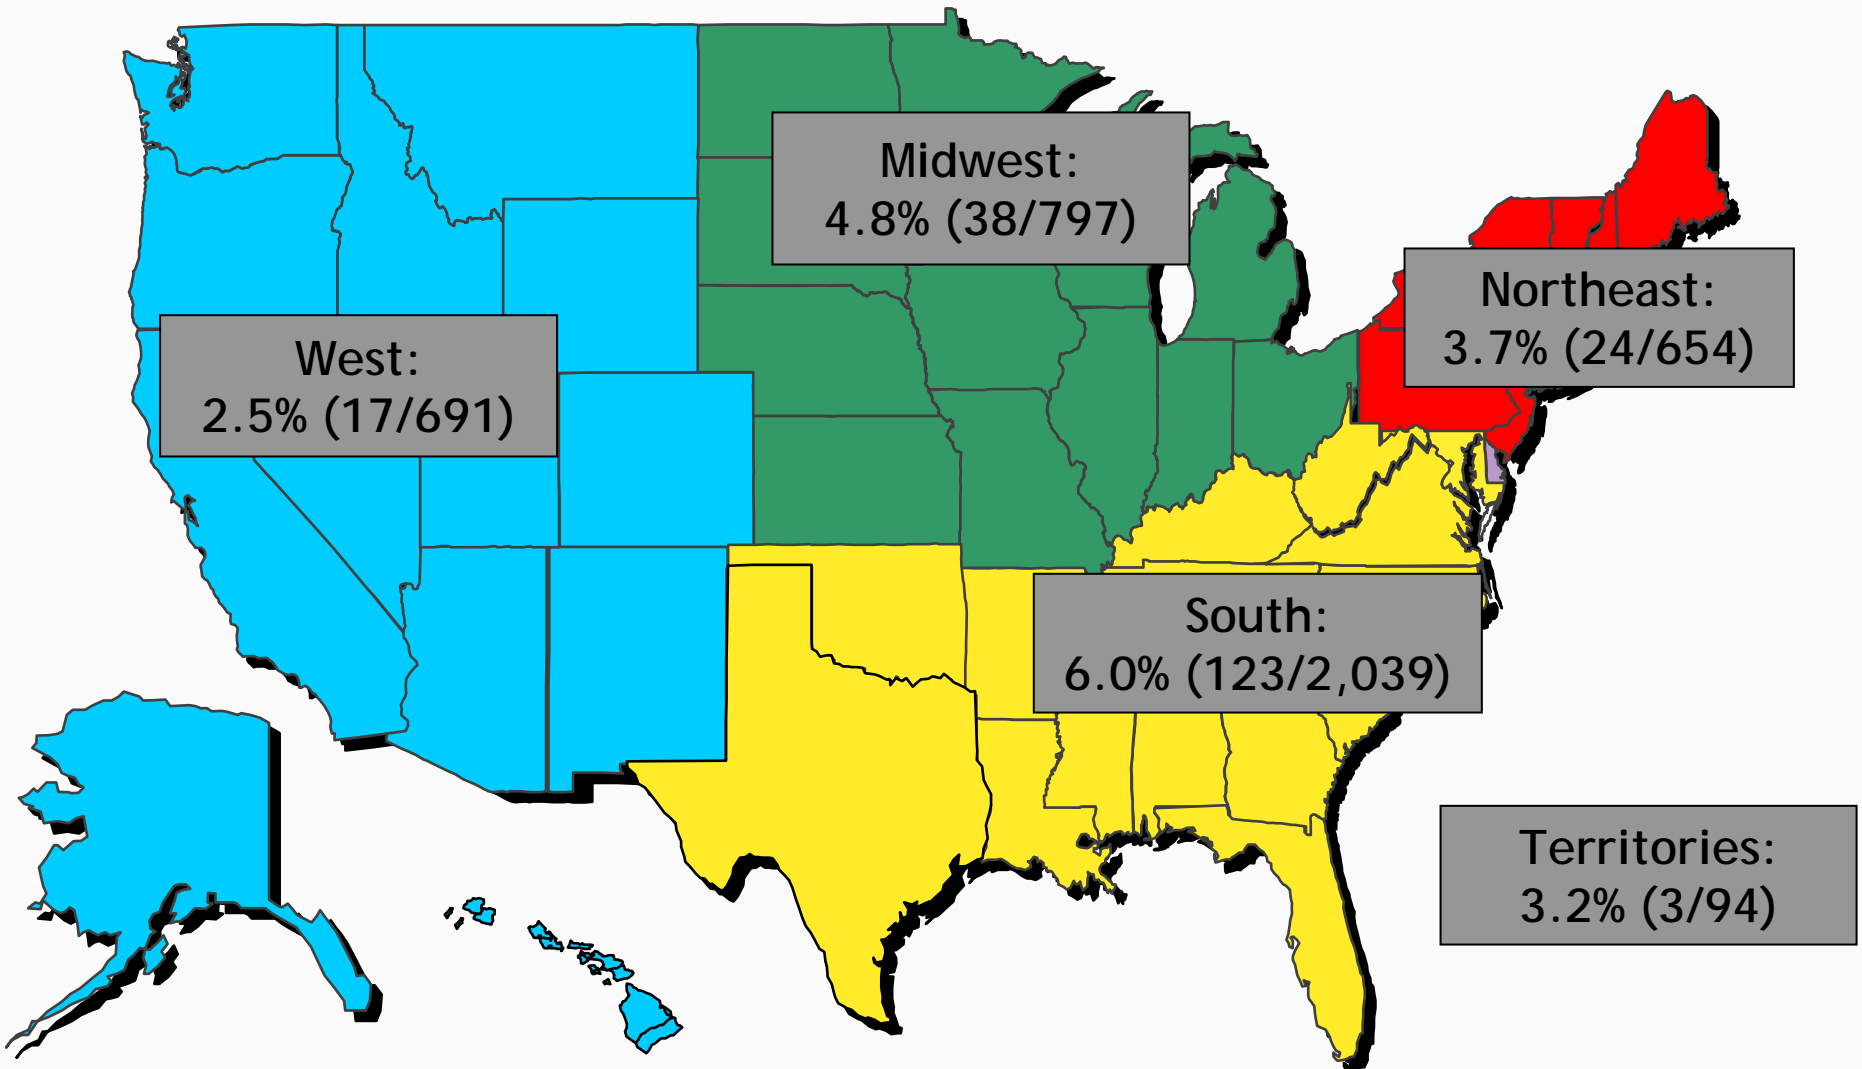 Midwest:
4.8% (38/797)
Northeast:
3.7% (24/654)
West:
2.5% (17/691)
South:
6.0% (123/2,039)
Territories:
3.2% (3/94)